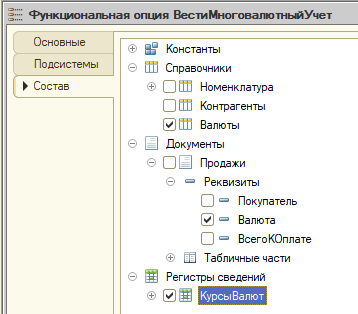 Функциональная опция ВестиМноговалютныйУчет
Основные
Подсистемы
Состав
Константы
Справочники
Номенклатура
Контрагенты
Валюты
Документы
Продажи
Реквизиты
Покупатель
Валюта
ВсегоКОплате
Табличные части
Регистры сведений
КурсыВалют